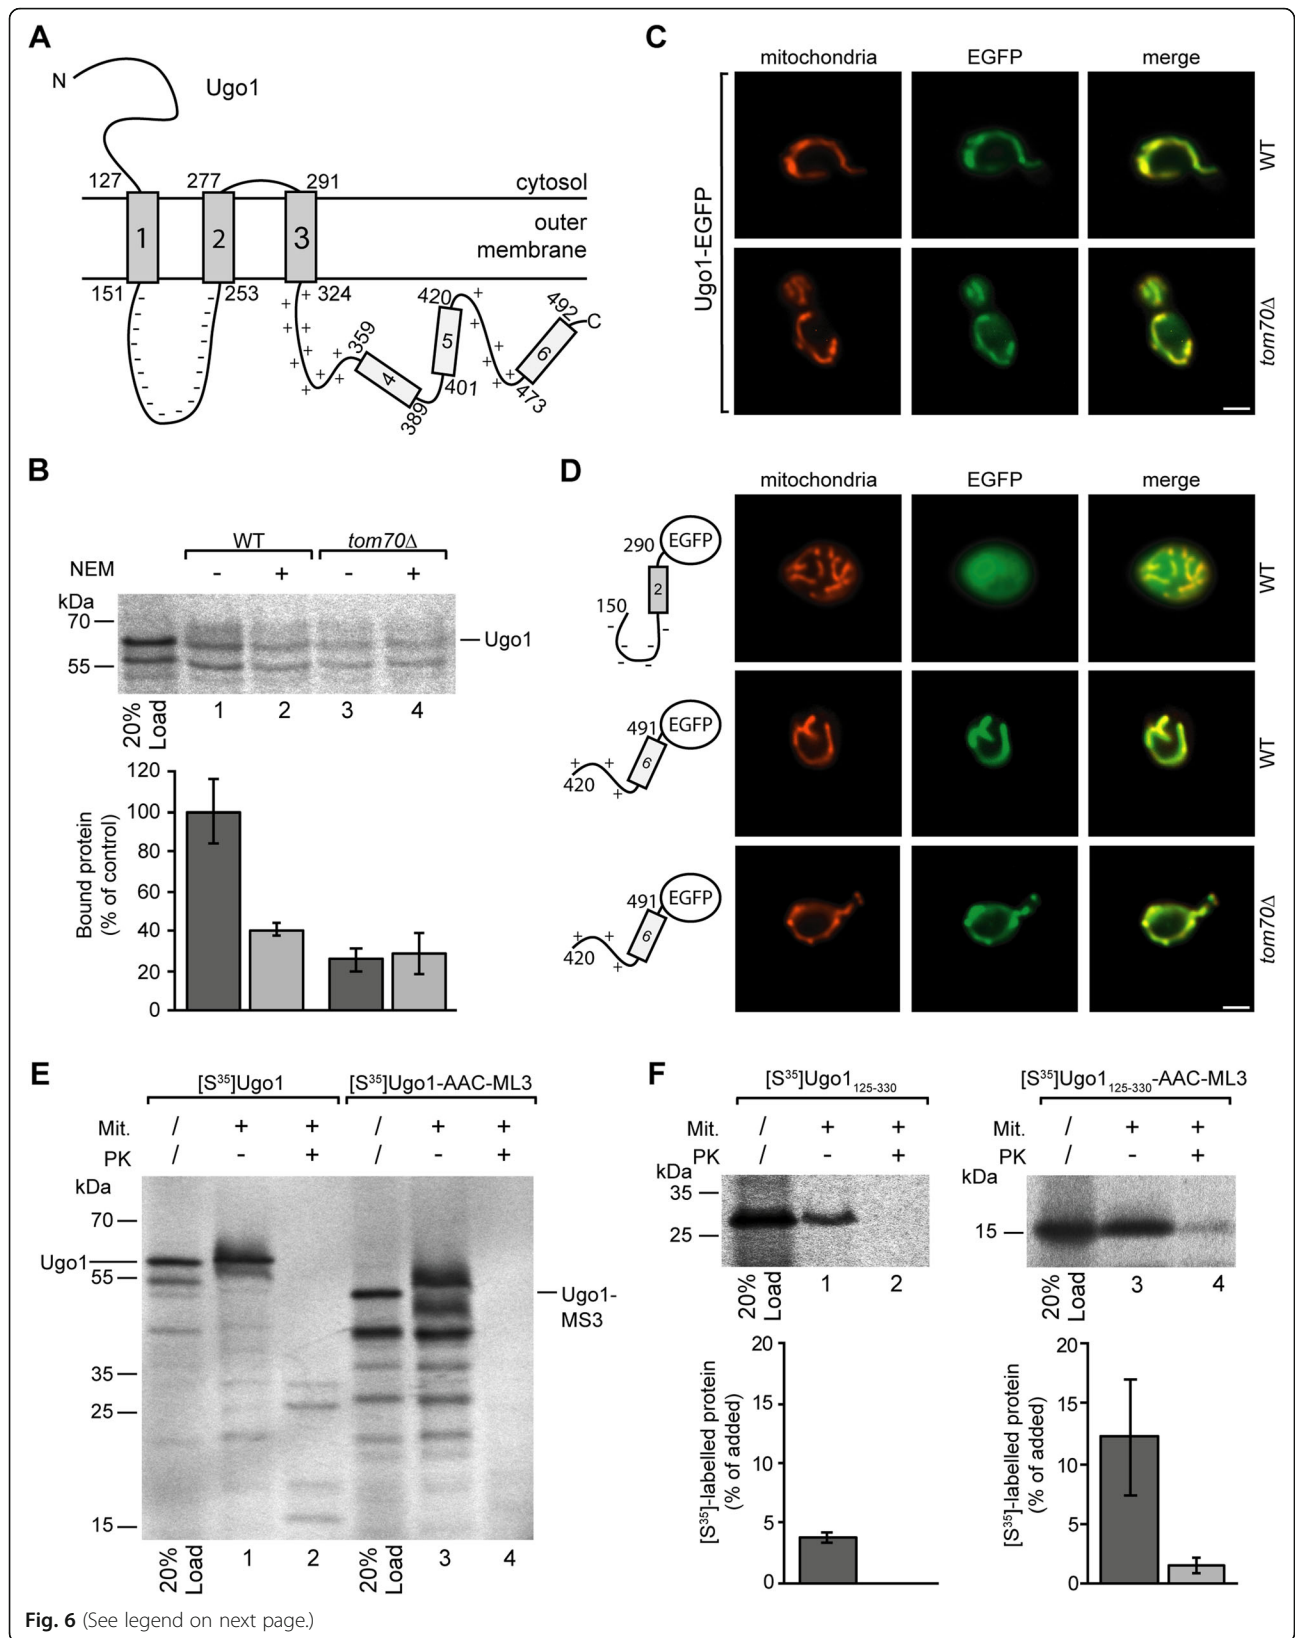 A
N
Ugo1
127 277 291
cytosol
outer
membrane
1 2 3
151 253 324
- - - - - - - - - - - - - - - - - -
+ + + + + + + + + + +
359 4 389
420 5 401
+ + + + +
492 6 473
C
B
WT tom70Δ
NEM - + - +
kDa
70
55
Ugo1
20% Load 1 2 3 4
Bound protein
(% of control)
120
100
80
60
40
20
0
C
mitochondria EGFP merge
Ugo1-EGFP
WT
tom70Δ
D
mitochondria EGFP merge
EGFP
290
2
150
- - - - - -
WT
EGFP
491
6
+ + +
420
WT
EGFP
491
6
+ + +
420
tom70Δ
E
[S35]Ugo1 [S35]Ugo1-AAC-ML3
Mit. / + + / + +
PK / - + / - +
kDa
70
Ugo1
55
35
25
15
Ugo1-
MS3
20% Load 1 2 20% Load 3 4
F
[S35]Ugo1125-330
Mit. / + +
PK / - +
kDa
35
25
20% Load 1 2
[S35]-labelled protein
(% of added)
20
15
10
5
0
[S35]Ugo1125-330-AAC-ML3
Mit. / + +
PK / - +
kDa
15
20% Load 3 4
[S35]-labelled protein
(% of added)
20
15
10
5
0
Fig. 6 (See legend on next page.)